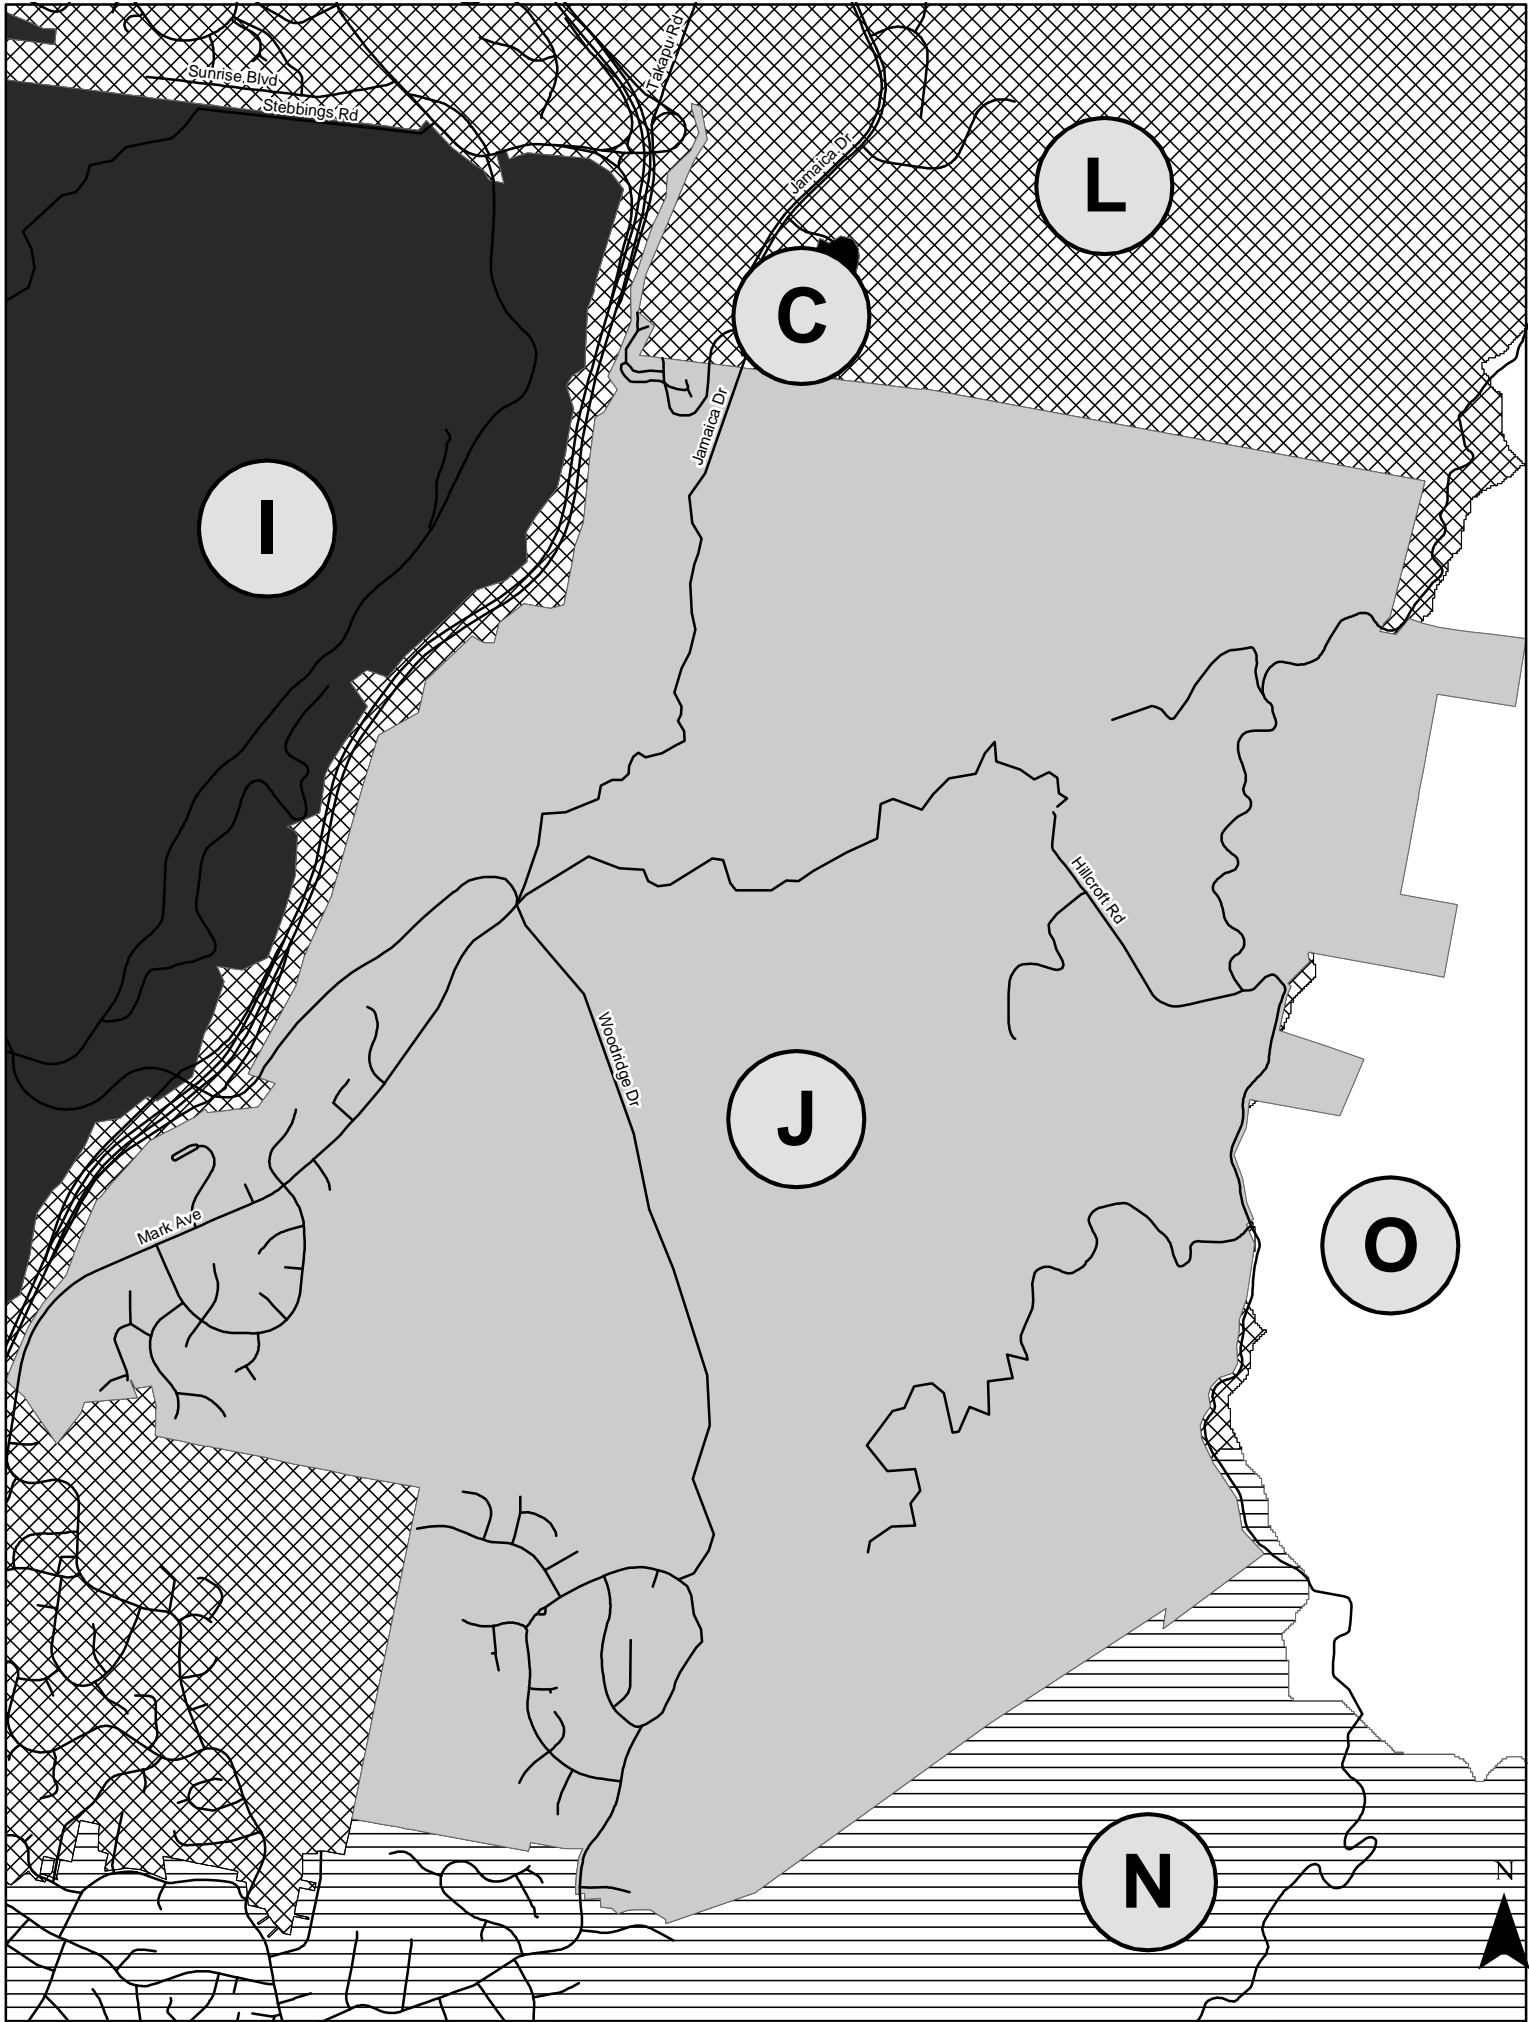 Takapu Rd
Sunrise Blvd
Stebbings Rd
Jamaica Dr
L
C
Jamaica Dr
I
Hillcroft Rd
Woodridge Dr
J
Mark Ave
O
N
N